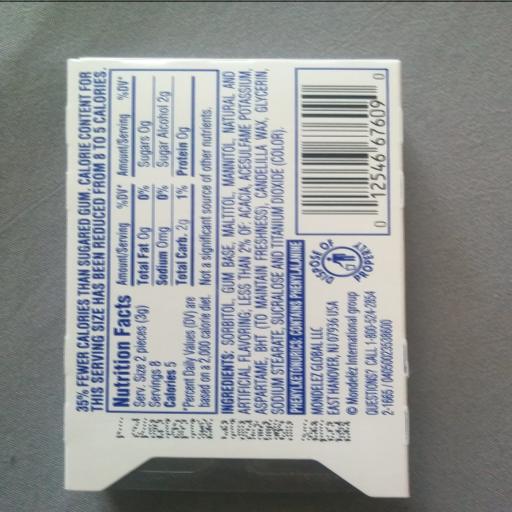 35% FEWER CALORIES THAN SUGARED GUM. CALORIE CONTENT FOR
THIS SERVING SIZE HAS BEEN REDUCED FROM 8 TO 5 CALORIES.
Nutrition Facts
Serv. Size 2 pieces (3g)
Servings 8
Calories 5
*Percent Daily Values (DV) are
based on a 2,000 calorie diet.
Amount/Serving %DV* Amount/Serving %DV*
Total Fat 0g 0% Sugars 0g
Sodium 0mg 0% Sugar Alcohol 2g
Total Carb. 2g 1% Protein 0g
Not a significant source of other nutrients.
INGREDIENTS: SORBITOL, GUM BASE, MALTITOL, MANNITOL, NATURAL AND
ARTIFICIAL FLAVORING; LESS THAN 2% OF: ACACIA, ACESULFAME POTASSIUM,
ASPARTAME, BHT (TO MAINTAIN FRESHNESS), CANDELILLA WAX, GLYCERIN,
SODIUM STEARATE, SUCRALOSE AND TITANIUM DIOXIDE (COLOR).
PHENYLKETONURICS: CONTAINS PHENYLALANINE
MONDELEZ GLOBAL LLC
EAST HANOVER, NJ 07936 USA
© Mondelez International group
QUESTIONS? CALL 1-800-524-2854
DISPOSE OF
PROPERLY
0 12546 67609 0